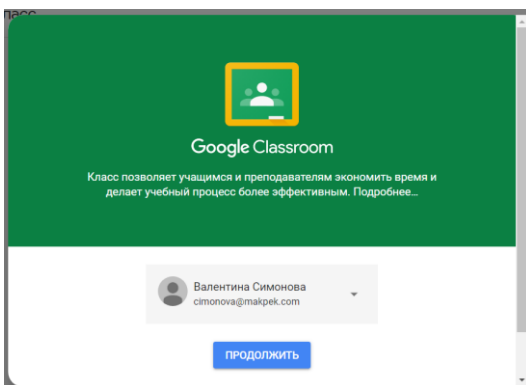 ласс
Google Classroom
Класс позволяет учащимся и преподавателям экономить время и
делает учебный процесс более эффективным. Подробнее…
Валентина Симонова
cimonova@makpek.com
ПРОДОЛЖИТЬ